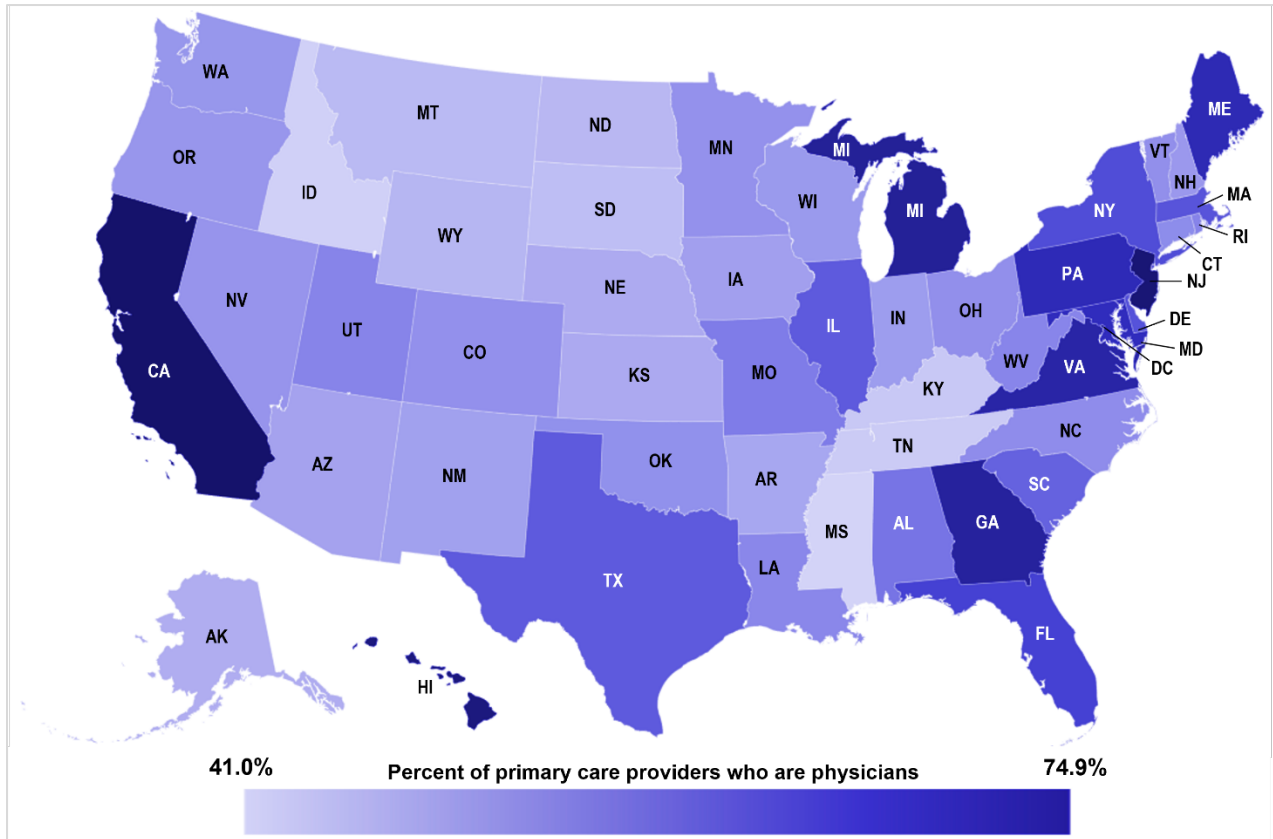 WA
MT
ND
MN
ME
VT
NH
OR
ID
SD
WI
MI
MI
NY
MA
RI
CT
NJ
WY
IA
PA
NE
NV
UT
CO
IL
IN
OH
DE
MD
DC
WV
VA
CA
KS
MO
KY
NC
TN
AZ
NM
OK
AR
SC
MS
AL
GA
TX
LA
FL
AK
HI
41.0%
Percent of primary care providers who are physicians
74.9%